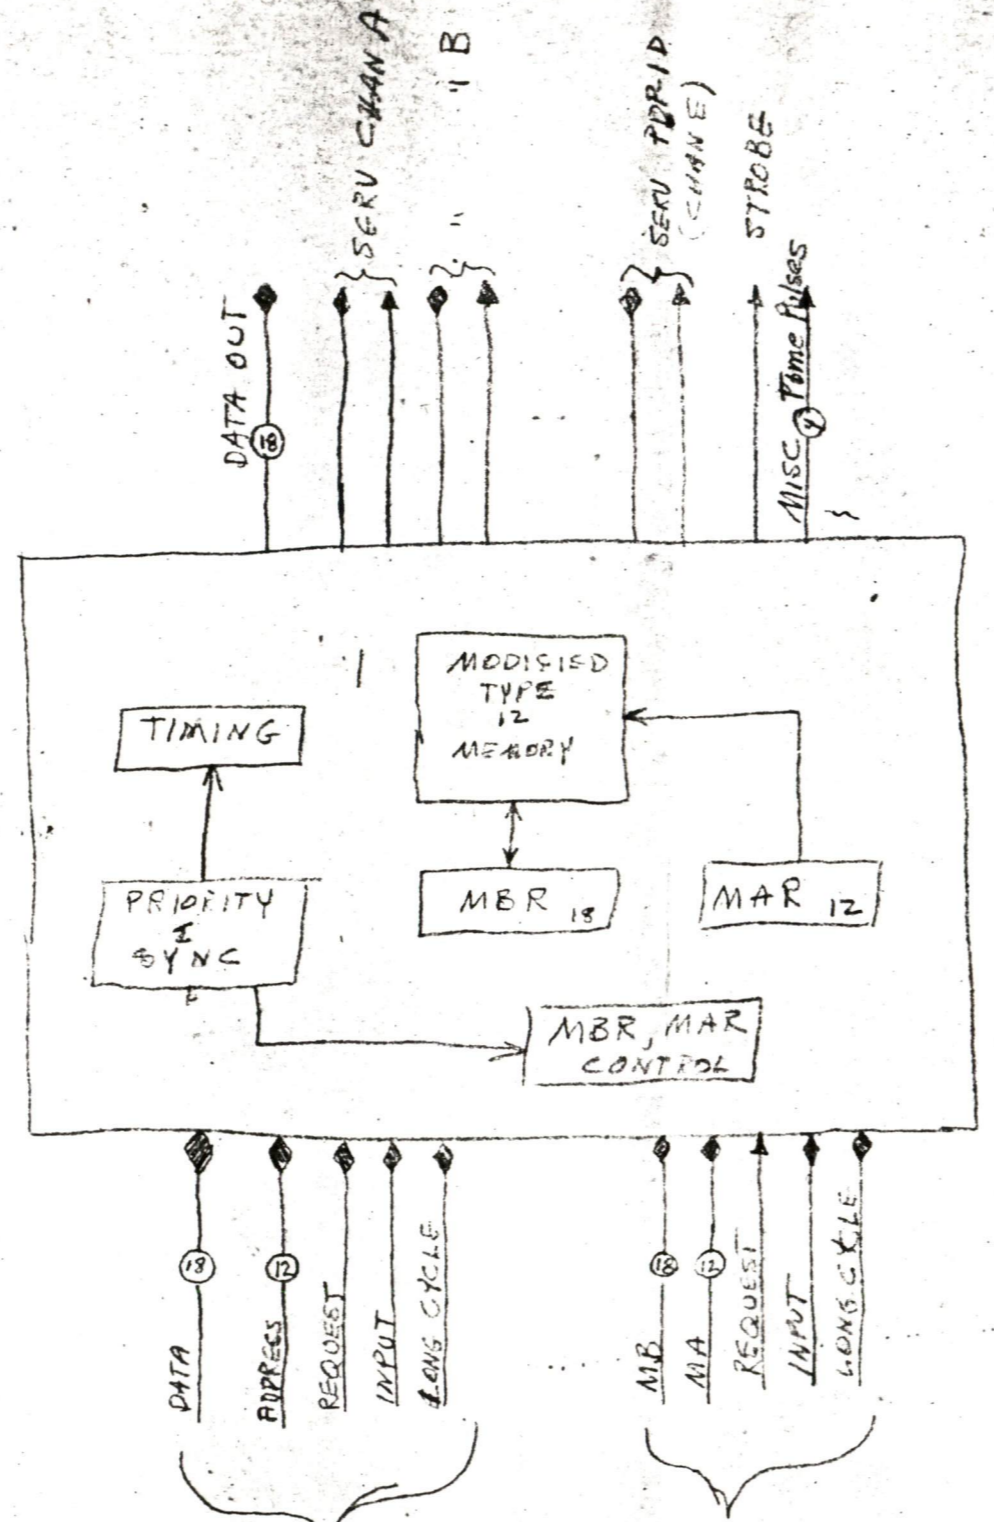 SERV CHAN A
" " B
SERV PDP ID
(CHAN E)
STROBE
DATA OUT
18
MISC Time Pulses
4
MODIFIED
TYPE
12
MEMORY
TIMING
PRIORITY
&
SYNC
MBR 18
MAR 12
MBR, MAR
CONTROL
DATA
18
ADDRESS
12
REQUEST
INPUT
LONG CYCLE
MB
18
MA
12
REQUEST
INPUT
LONG CYCLE